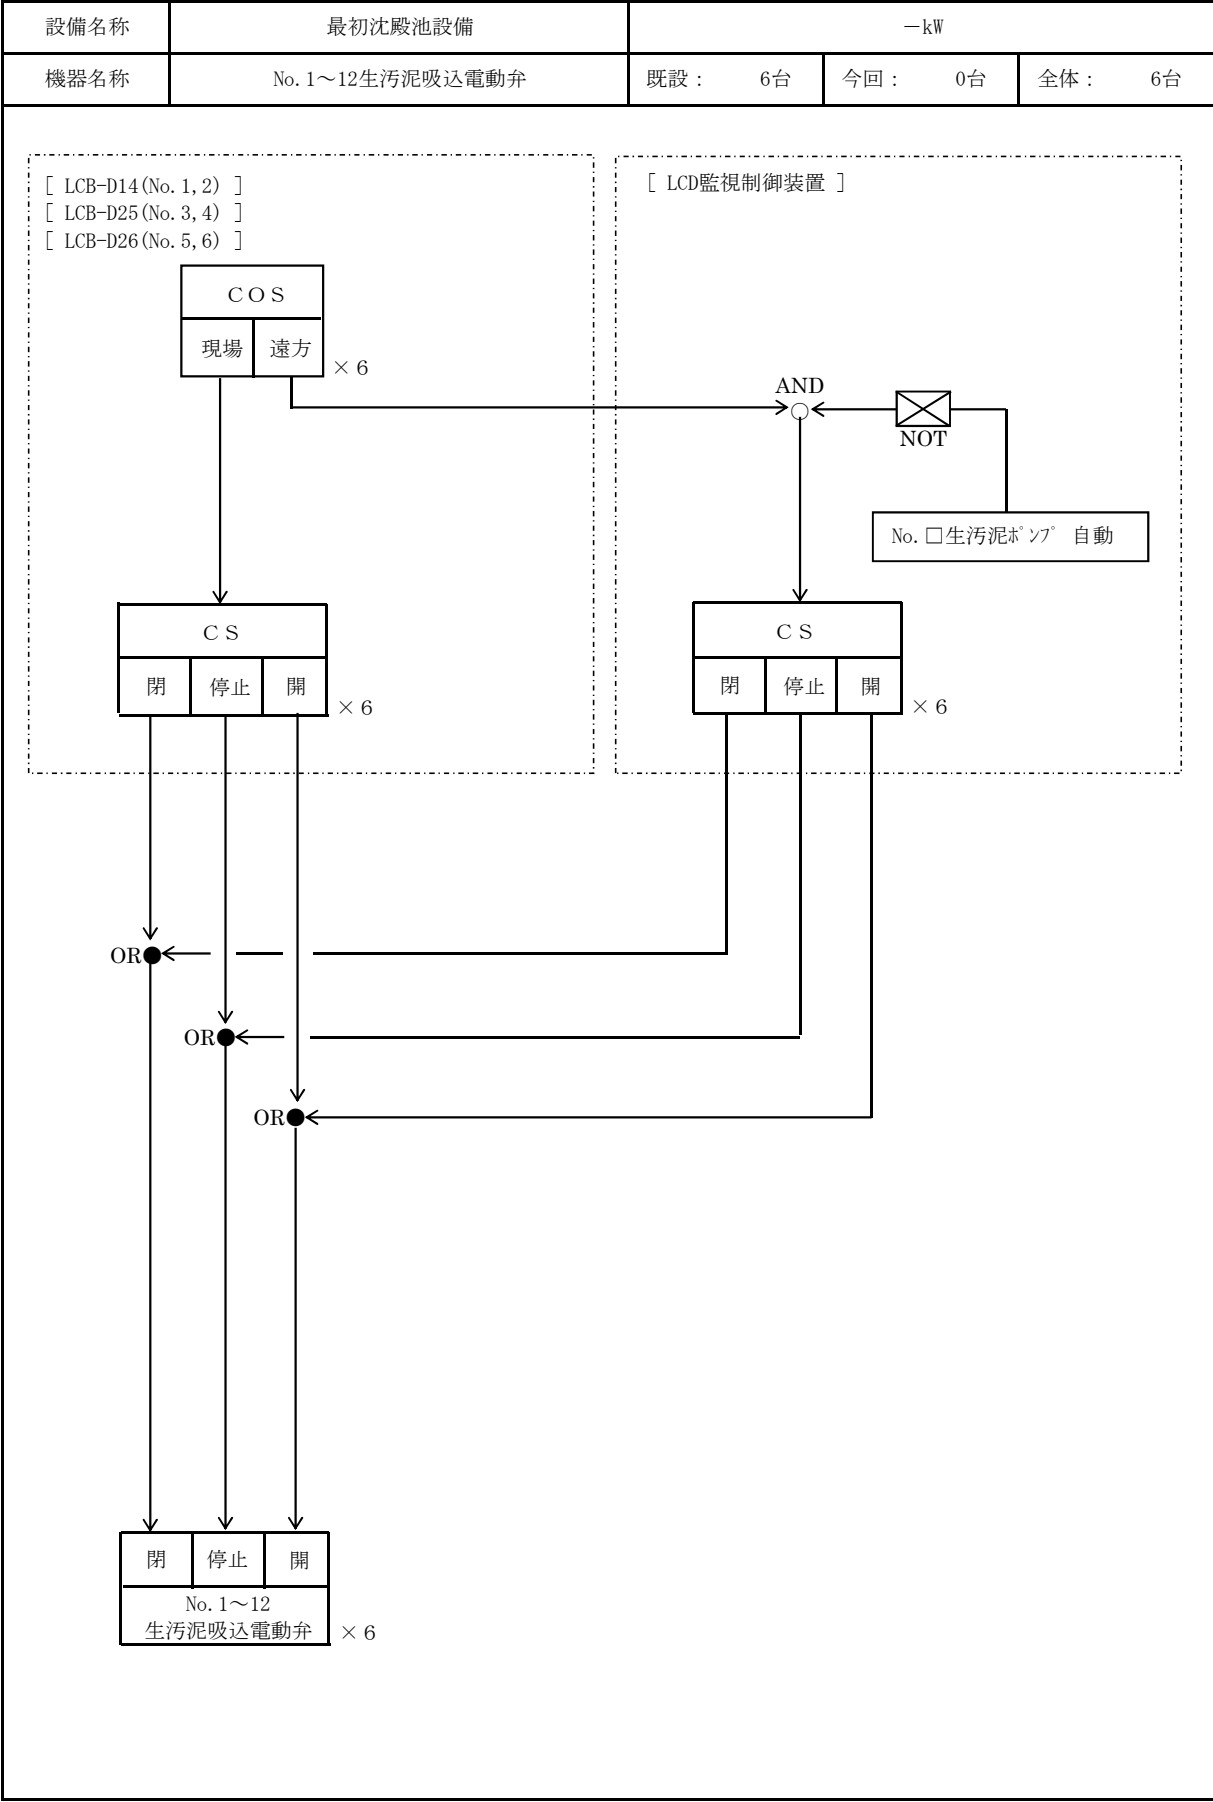 設備名称 最初沈殿池設備 －kW
機器名称 No.1～12生汚泥吸込電動弁 既設： 6台 今回： 0台 全体： 6台
[ LCB-D14(No.1,2) ]
[ LCB-D25(No.3,4) ]
[ LCB-D26(No.5,6) ]
[ LCD監視制御装置 ]
ＣＯＳ
現場 遠方
×６
AND
NOT
No.□生汚泥ﾎﾟﾝﾌﾟ 自動
ＣＳ
閉 停止 開
×６
ＣＳ
閉 停止 開
×６
OR
OR
OR
閉 停止 開
No.1～12
生汚泥吸込電動弁
×６